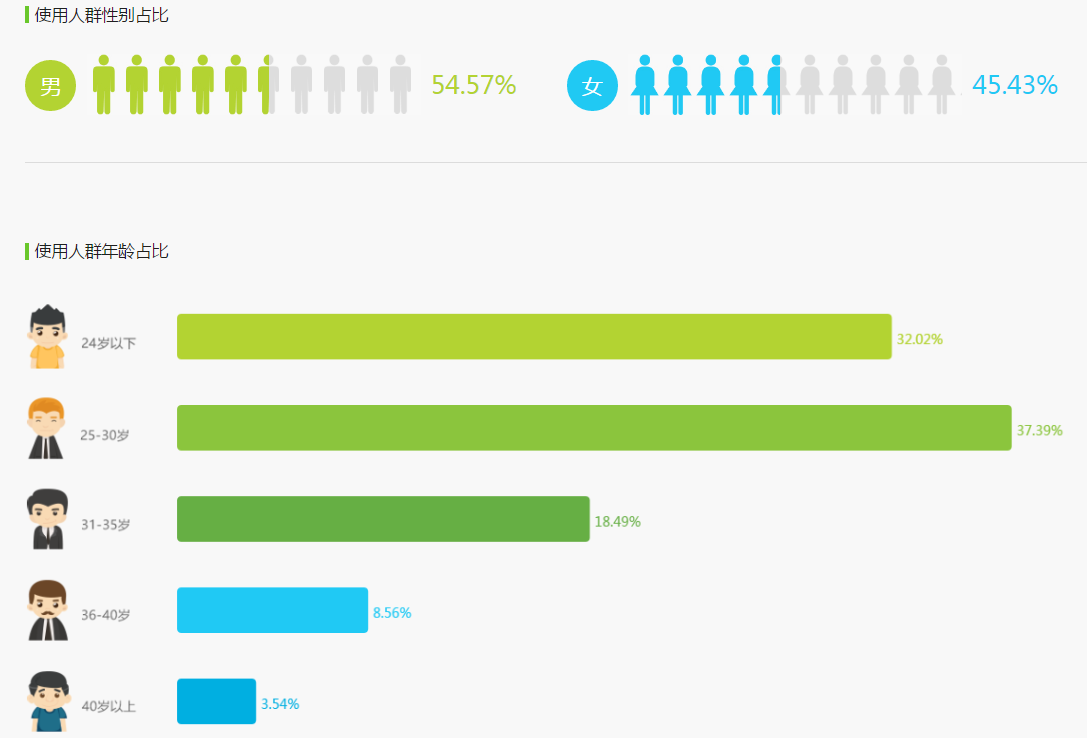 使用人群性别占比
男 54.57% 女 45.43%
使用人群年龄占比
24岁以下 32.02%
25-30岁 37.39%
31-35岁 18.49%
36-40岁 8.56%
40岁以上 3.54%